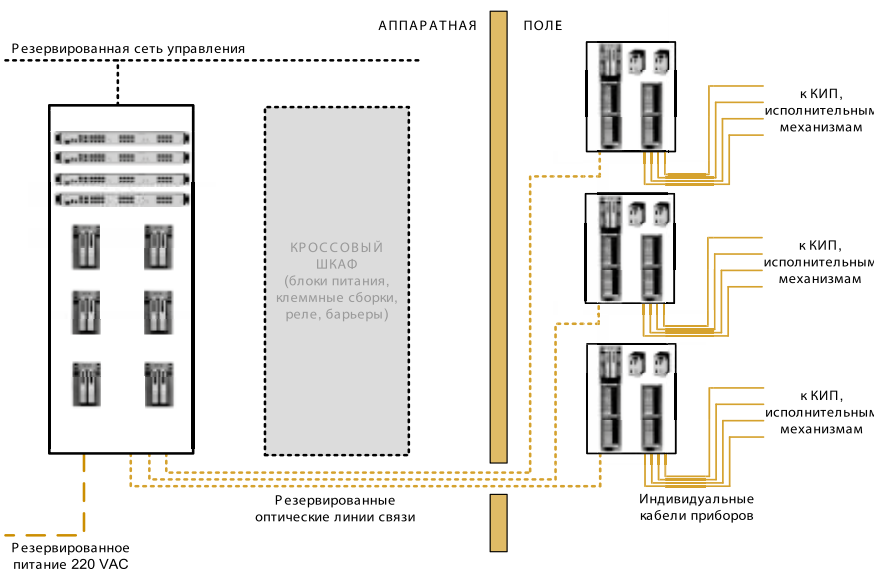 АППАРАТНАЯ
ПОЛЕ
Резервированная сеть управления
к КИП,
исполнительным
механизмам
КРОССОВЫЙ
ШКАФ
(блоки питания,
клеммные сборки,
реле, барьеры)
к КИП,
исполнительным
механизмам
к КИП,
исполнительным
механизмам
Резервированные
оптические линии связи
Индивидуальные
кабели приборов
Резервированное
питание 220 VAC